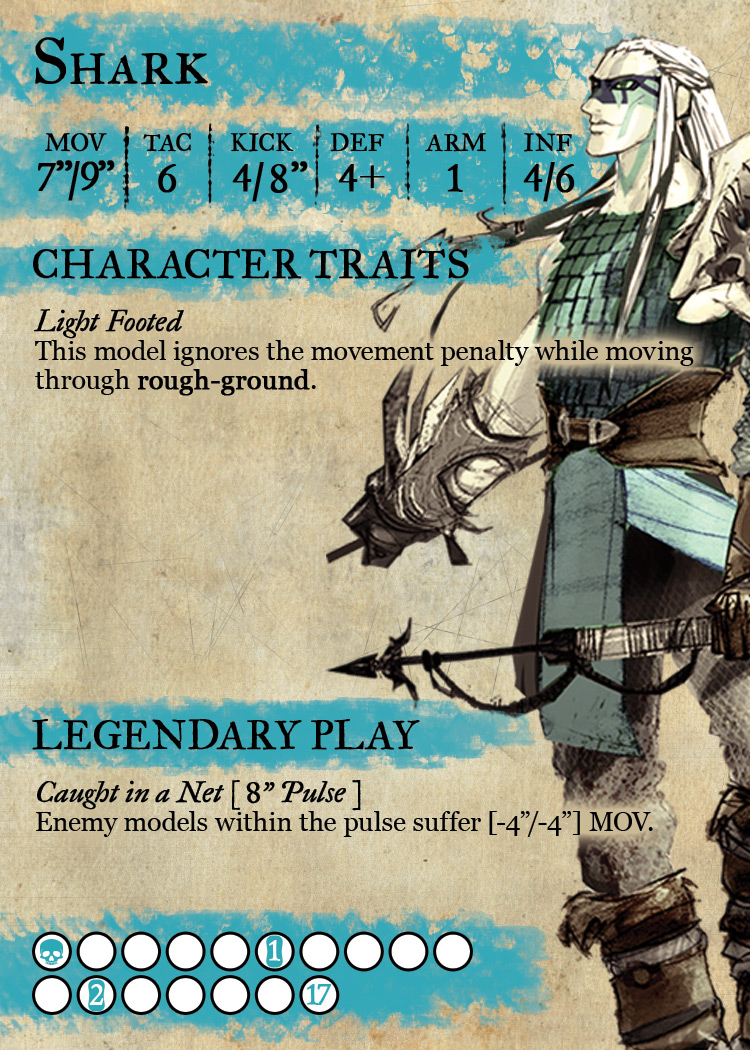 Shark
MOV TAC KICK DEF ARM INF
7”/9” 6 4/8” 4+ 1 4/6
CHARACTER TRAITS
Light Footed
This model ignores the movement penalty while moving
through rough-ground.
LEGENDARY PLAY
Caught in a Net [ 8” Pulse ]
Enemy models within the pulse suffer [-4”/-4”] MOV.
1
2 17